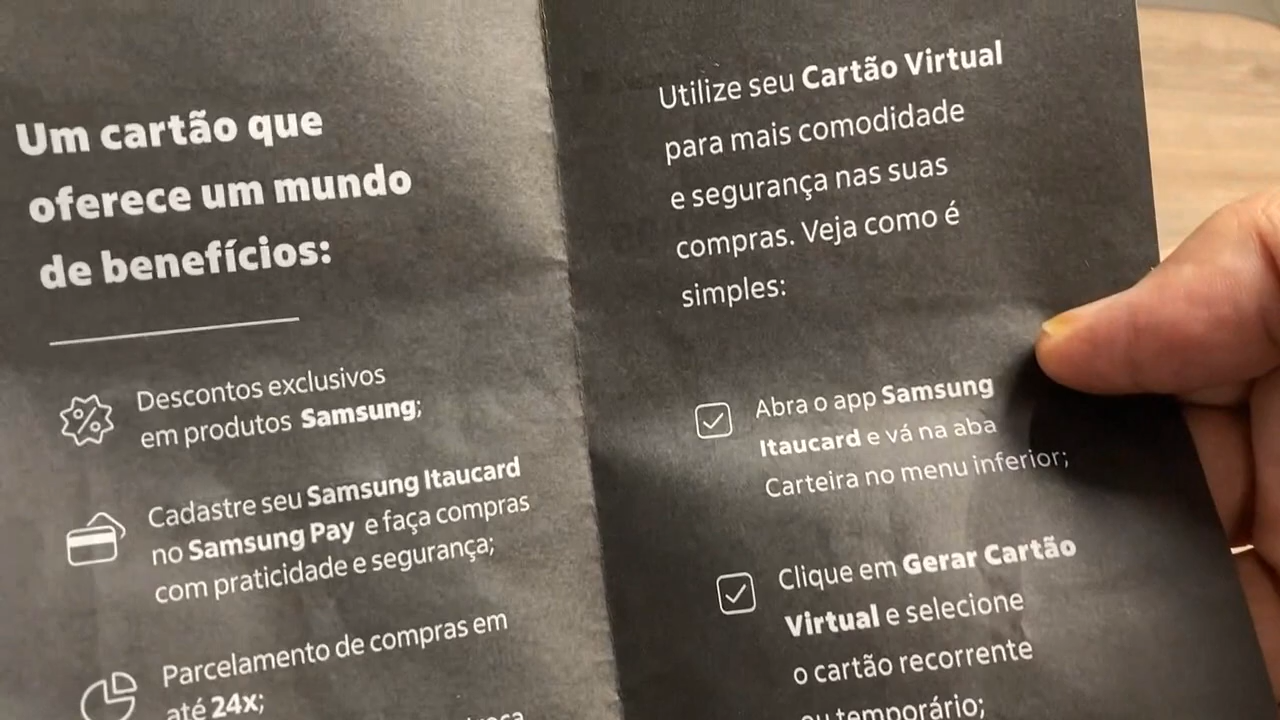 Um cartão que
oferece um mundo
de benefícios:
Descontos exclusivos
em produtos Samsung;
Cadastre seu Samsung Itaucard
no Samsung Pay e faça compras
com praticidade e segurança;
Parcelamento de compras em
até 24x;
Utilize seu Cartão Virtual
para mais comodidade
e segurança nas suas
compras. Veja como é
simples:
Abra o app Samsung
Itaucard e vá na aba
Carteira no menu inferior;
Clique em Gerar Cartão
Virtual e selecione
o cartão recorrente
ou temporário;